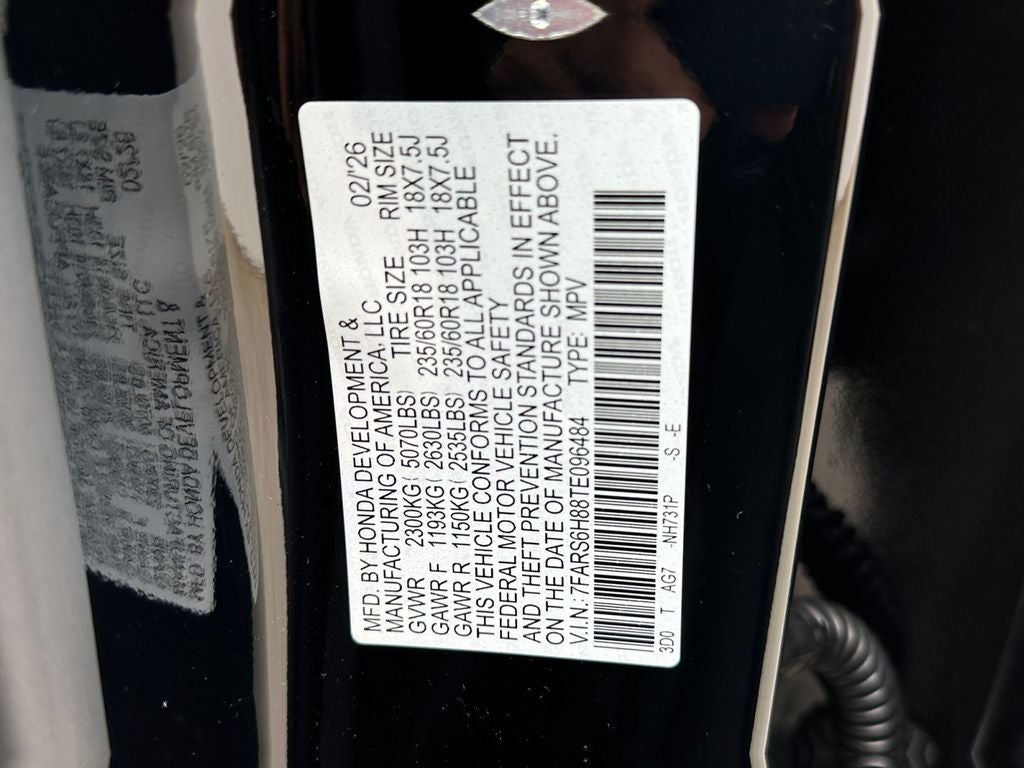 MFD. BY HONDA DEVELOPMENT & 02/'26
MANUFACTURING OF AMERICA, LLC
TIRE SIZE RIM SIZE
GVWR 2300KG( 5070LBS)
GAWR F 1193KG( 2630LBS) 235/60R18 103H 18X7.5J
GAWR R 1150KG( 2535LBS) 235/60R18 103H 18X7.5J
THIS VEHICLE CONFORMS TO ALL APPLICABLE
FEDERAL MOTOR VEHICLE SAFETY
AND THEFT PREVENTION STANDARDS IN EFFECT
ON THE DATE OF MANUFACTURE SHOWN ABOVE.
V.I.N.: 7FARS6H88TE096484 TYPE: MPV
3D0 T AG7 -NH731P -S -E